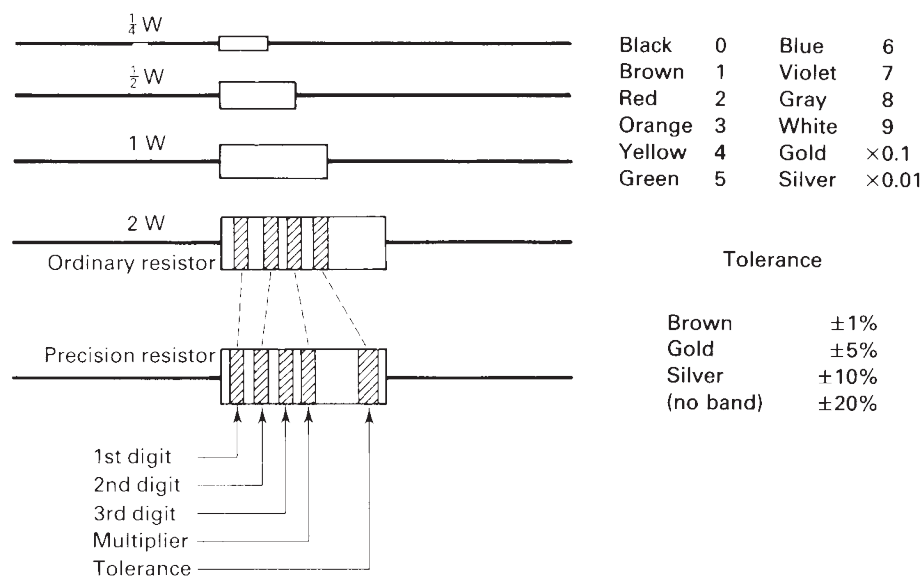 ¼ W
½ W
1 W
2 W
Ordinary resistor
Precision resistor
1st digit
2nd digit
3rd digit
Multiplier
Tolerance
Black 0 Blue 6
Brown 1 Violet 7
Red 2 Gray 8
Orange 3 White 9
Yellow 4 Gold ×0.1
Green 5 Silver ×0.01
Tolerance
Brown ±1%
Gold ±5%
Silver ±10%
(no band) ±20%